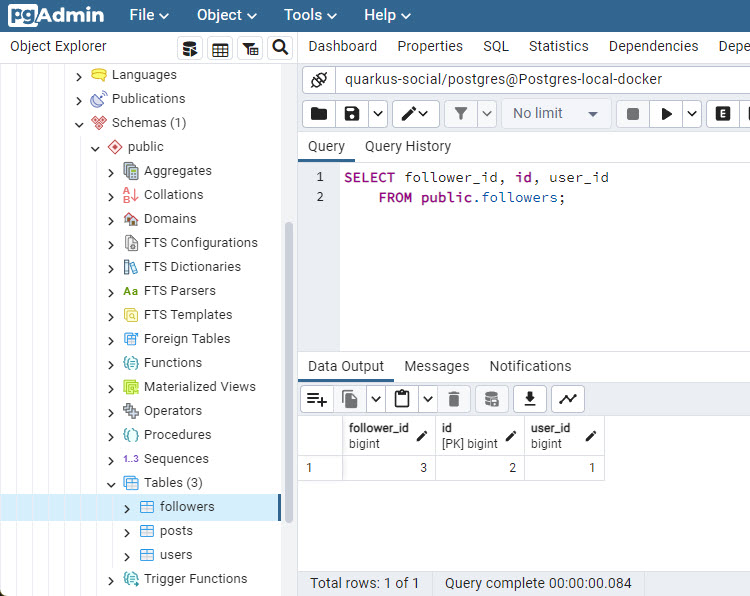 pgAdmin File Object Tools Help
Object Explorer
Dashboard Properties SQL Statistics Dependencies Depe
quarkus-social/postgres@Postgres-local-docker
No limit
E
Query Query History
1 SELECT follower_id, id, user_id
2 FROM public.followers;
Languages
Publications
Schemas (1)
public
Aggregates
Collations
Domains
FTS Configurations
FTS Dictionaries
Aa FTS Parsers
FTS Templates
Foreign Tables
Functions
Materialized Views
Operators
Procedures
1..3 Sequences
Tables (3)
followers
posts
users
Trigger Functions
Data Output Messages Notifications
follower_id id user_id
bigint [PK] bigint bigint
1 3 2 1
Total rows: 1 of 1 Query complete 00:00:00.084